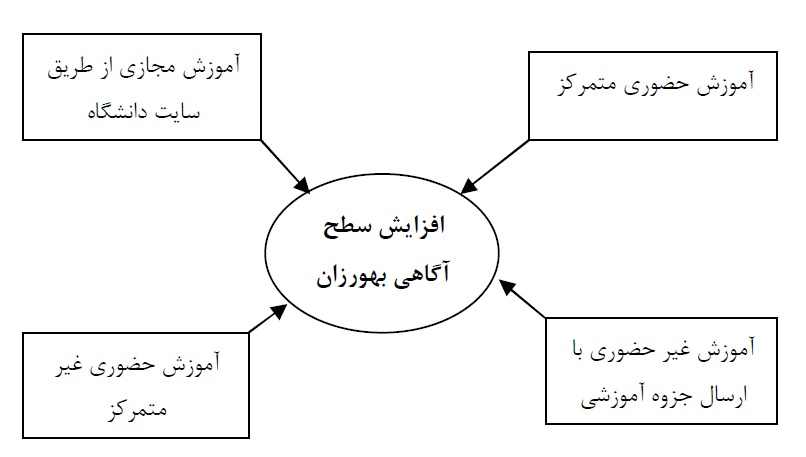 آموزش حضوری متمرکز
آموزش مجازی از طریق
سایت دانشگاه
افزایش سطح
آگاهی بهورزان
آموزش غیر حضوری با
ارسال جزوه آموزشی
آموزش حضوری غیر
متمرکز